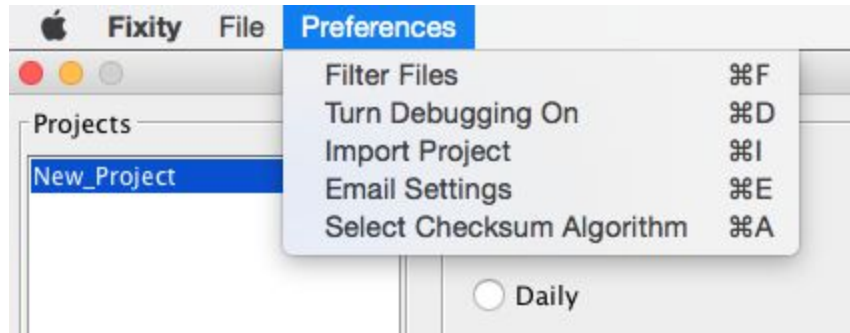 Fixity File Preferences
Filter Files ⌘F
Turn Debugging On ⌘D
Projects
Import Project ⌘I
New_Project
Email Settings ⌘E
Select Checksum Algorithm ⌘A
Daily